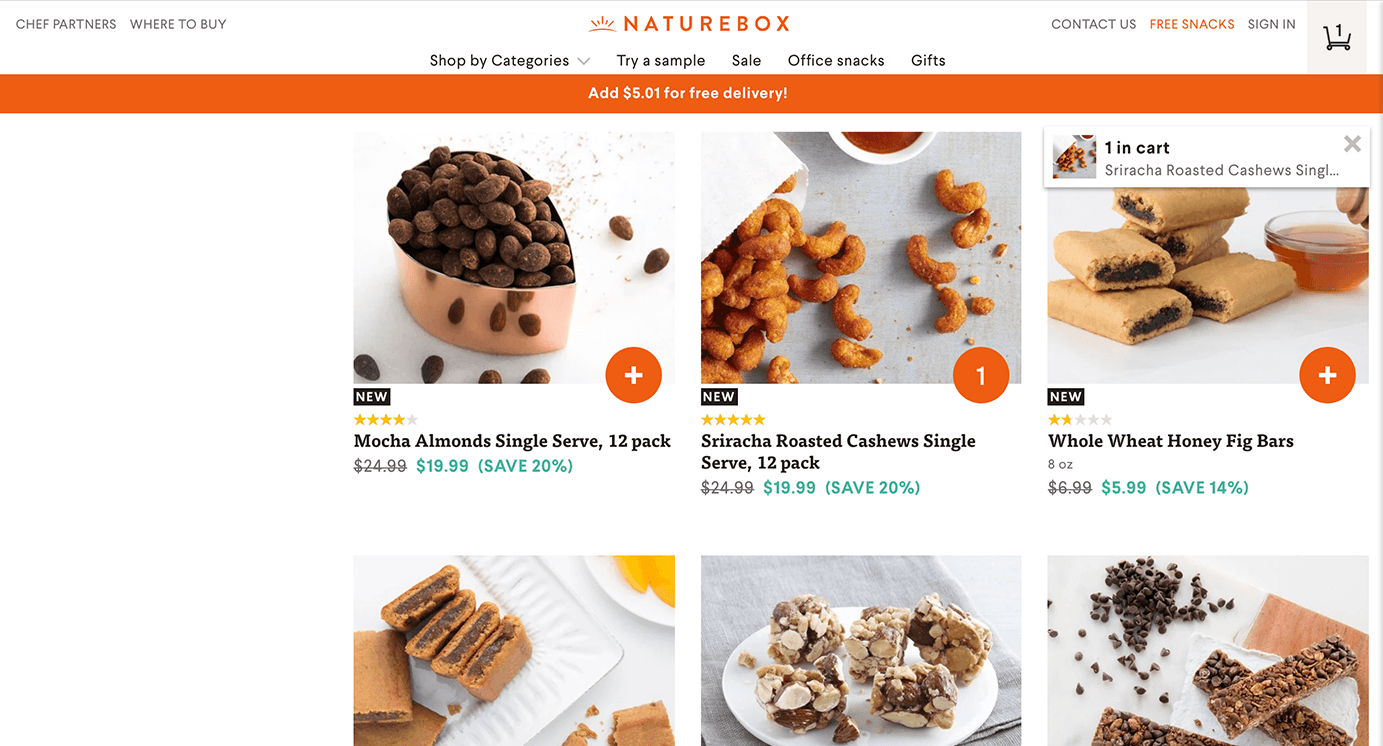 CHEF PARTNERS WHERE TO BUY
NATUREBOX
CONTACT US FREE SNACKS SIGN IN
1
Shop by Categories Try a sample Sale Office snacks Gifts
Add $5.01 for free delivery!
1 in cart
Sriracha Roasted Cashews Singl...
+
1
+
NEW
Mocha Almonds Single Serve, 12 pack
$24.99 $19.99 (SAVE 20%)
NEW
Sriracha Roasted Cashews Single
Serve, 12 pack
$24.99 $19.99 (SAVE 20%)
NEW
Whole Wheat Honey Fig Bars
8 oz
$6.99 $5.99 (SAVE 14%)